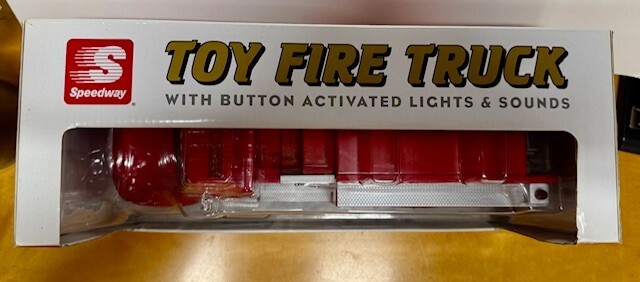 S
Speedway
TOY FIRE TRUCK
WITH BUTTON ACTIVATED LIGHTS & SOUNDS